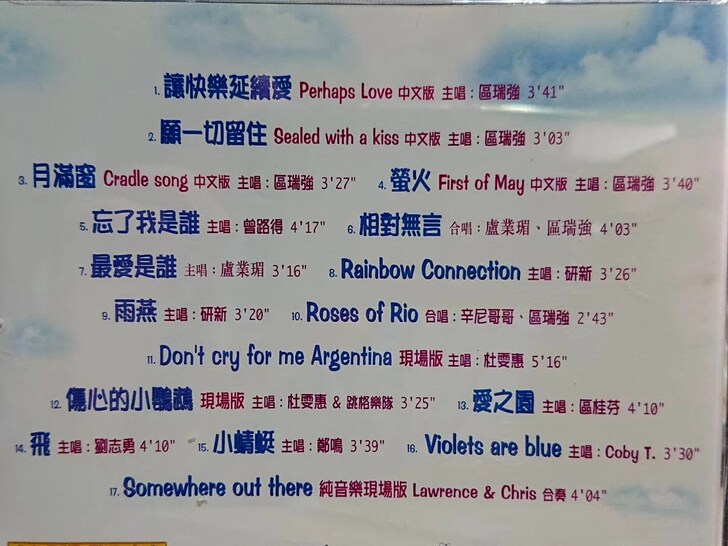 1. 讓快樂延續愛 Perhaps Love 中文版 主唱：區瑞強 3'41"
2. 願一切留住 Sealed with a kiss 中文版 主唱：區瑞強 3'03"
3. 月滿窗 Cradle song 中文版 主唱：區瑞強 3'27" 4. 螢火 First of May 中文版 主唱：區瑞強 3'40"
5. 忘了我是誰 主唱：曾路得 4'17" 6. 相對無言 合唱：盧業瑂、區瑞強 4'03"
7. 最愛是誰 主唱：盧業瑂 3'16" 8. Rainbow Connection 主唱：研新 3'26"
9. 雨燕 主唱：研新 3'20" 10. Roses of Rio 合唱：辛尼哥哥、區瑞強 2'43"
11. Don't cry for me Argentina 現場版 主唱：杜雯惠 5'16"
12. 傷心的小鸚鵡 現場版 主唱：杜雯惠 & 跳格樂隊 3'25" 13. 愛之園 主唱：區桂芬 4'10"
14. 飛 主唱：劉志勇 4'10" 15. 小蜻蜓 主唱：鄭鳴 3'39" 16. Violets are blue 主唱：Coby T. 3'30"
17. Somewhere out there 純音樂現場版 Lawrence & Chris 合奏 4'04"